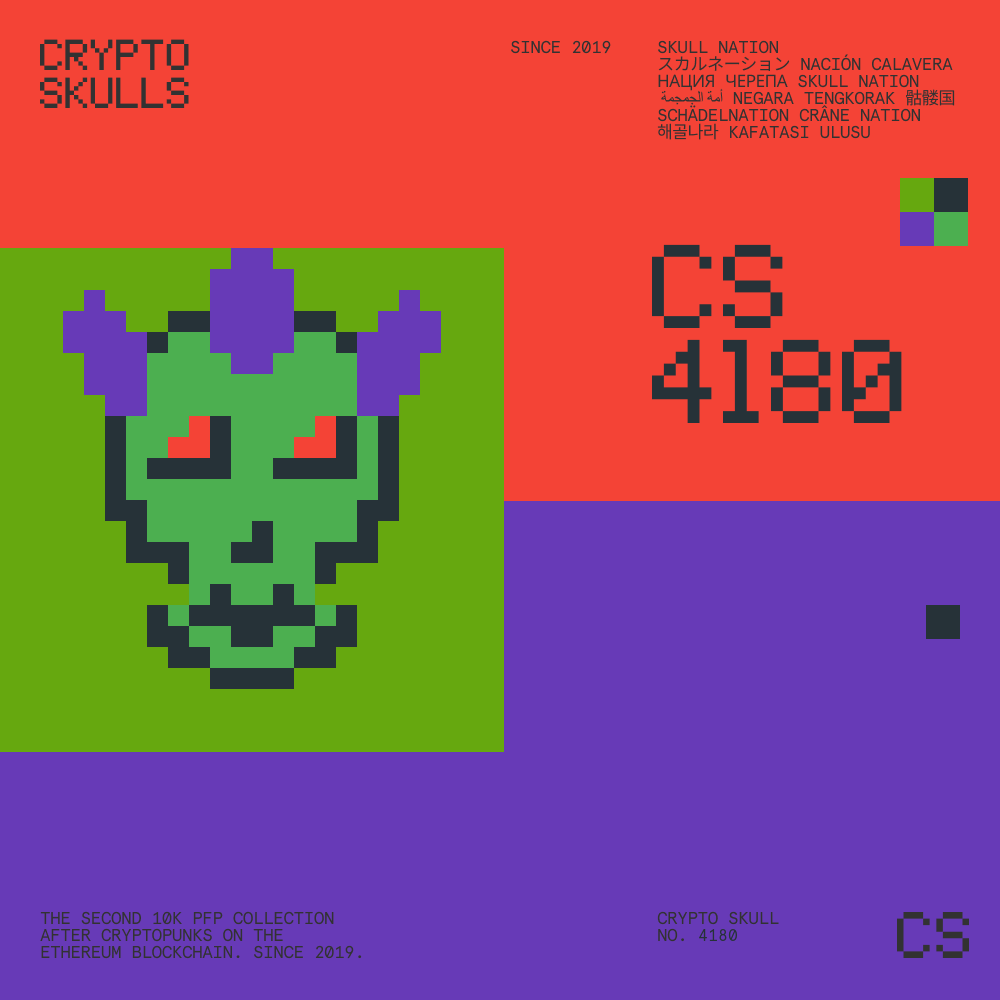 CRYPTO
SKULLS
SINCE 2019
SKULL NATION
スカルネーション NACIÓN CALAVERA
НАЦИЯ ЧЕРЕПА SKULL NATION
أمة الجمجمة NEGARA TENGKORAK 骷髅国
SCHÄDELNATION CRÂNE NATION
해골나라 KAFATASI ULUSU
CS
4180
THE SECOND 10K PFP COLLECTION
AFTER CRYPTOPUNKS ON THE
ETHEREUM BLOCKCHAIN. SINCE 2019.
CRYPTO SKULL
NO. 4180
CS